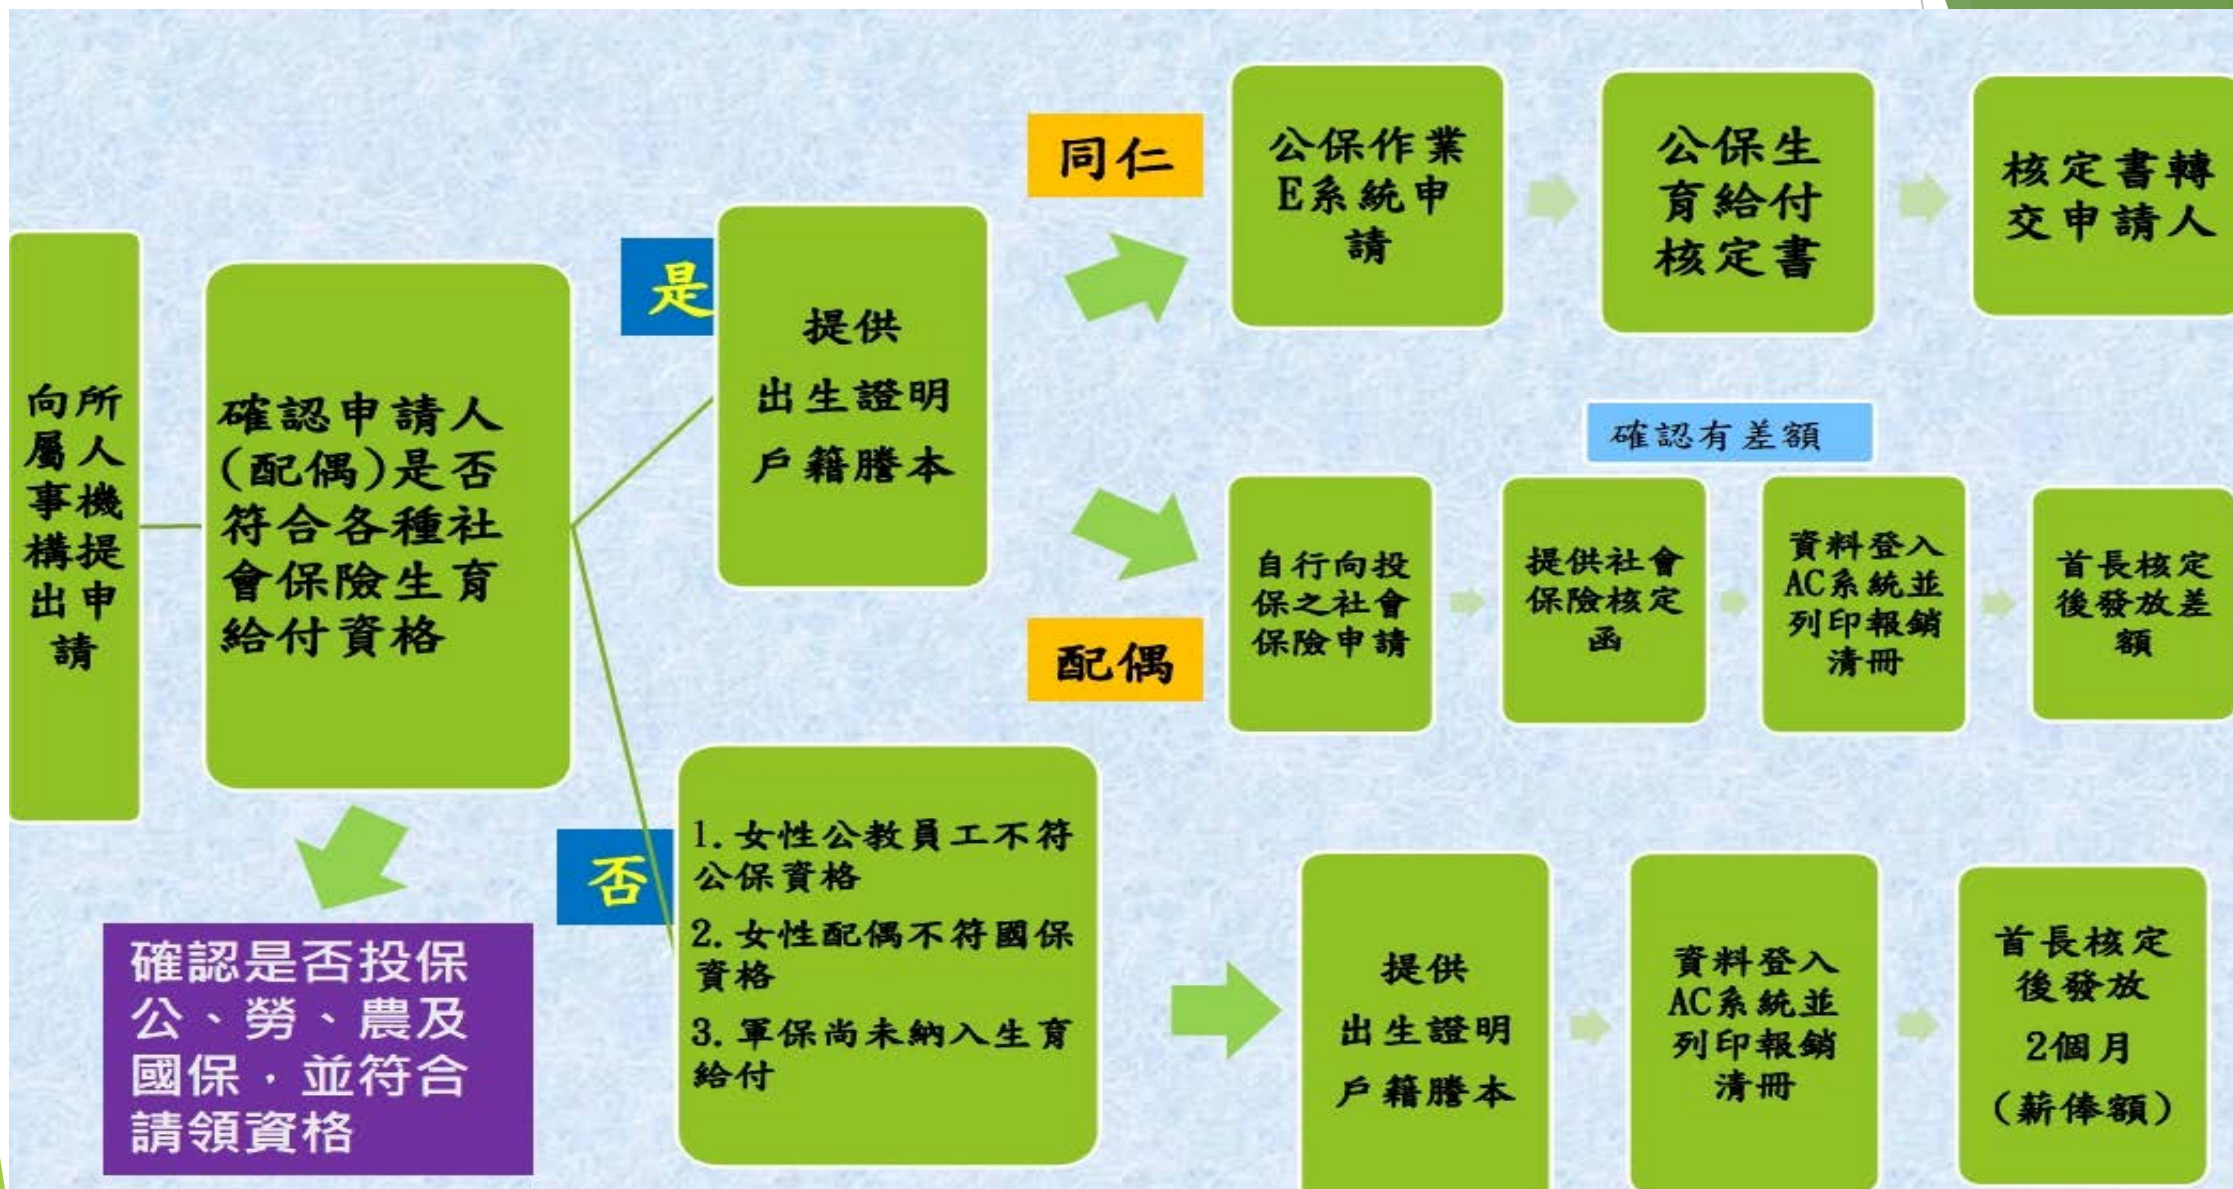 向所
屬人
事機
構提
出申
請
確認申請人
(配偶)是否
符合各種社
會保險生育
給付資格
確認是否投保
公、勞、農及
國保，並符合
請領資格
是
提供
出生證明
戶籍謄本
同仁
公保作業
E系統申
請
公保生
育給付
核定書
核定書轉
交申請人
配偶
自行向投
保之社會
保險申請
提供社會
保險核定
函
確認有差額
資料登入
AC系統並
列印報銷
清冊
首長核定
後發放差
額
否
1.女性公教員工不符
公保資格
2.女性配偶不符國保
資格
3.軍保尚未納入生育
給付
提供
出生證明
戶籍謄本
資料登入
AC系統並
列印報銷
清冊
首長核定
後發放
2個月
(薪俸額)